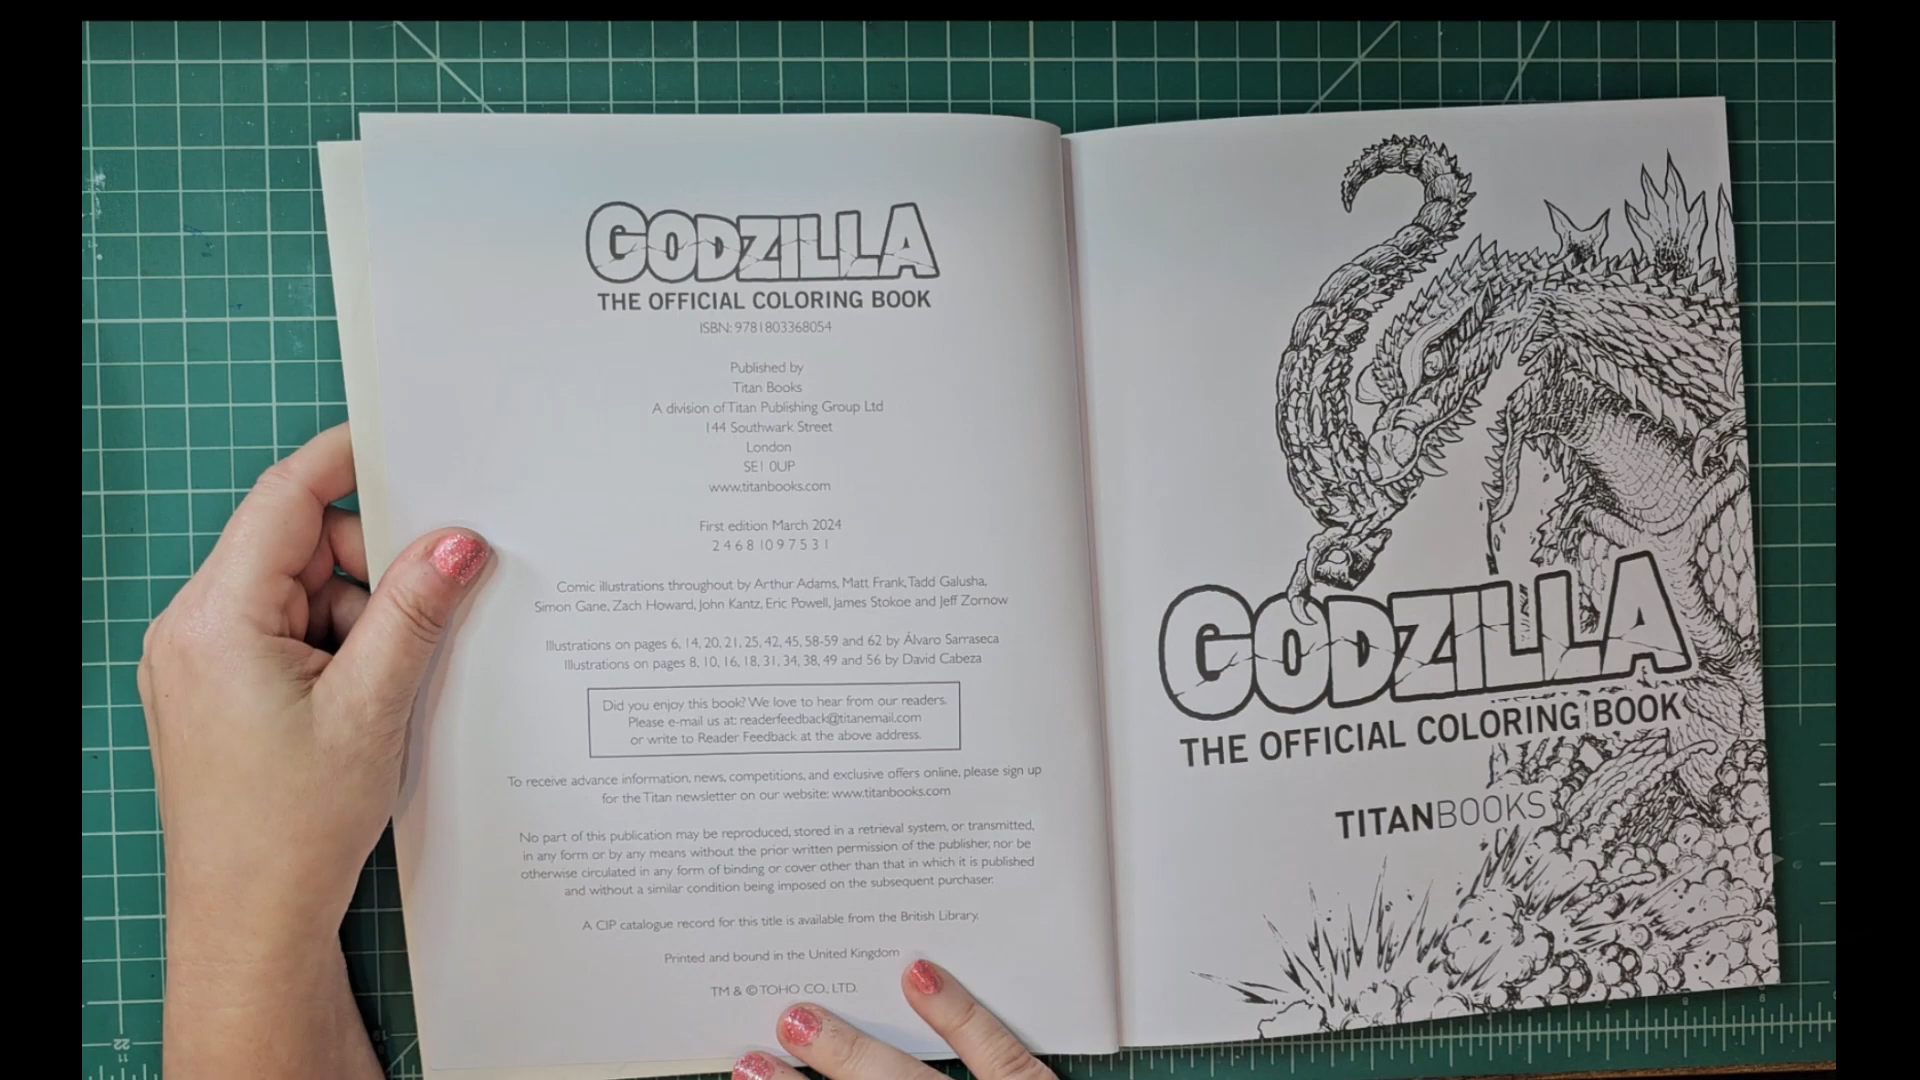 GODZILLA
THE OFFICIAL COLORING BOOK
ISBN: 9781803368054
Published by
Titan Books
A division of Titan Publishing Group Ltd
144 Southwark Street
London
SE1 0UP
www.titanbooks.com
First edition March 2024
2 4 6 8 10 9 7 5 3 1
Comic illustrations throughout by Arthur Adams, Matt Frank, Tadd Galusha,
Simon Gane, Zach Howard, John Kantz, Eric Powell, James Stokoe and Jeff Zornow
Illustrations on pages 6, 14, 20, 21, 25, 42, 45, 58-59 and 62 by Álvaro Sarraseca
Illustrations on pages 8, 10, 16, 18, 31, 34, 38, 49 and 56 by David Cabeza
Did you enjoy this book? We love to hear from our readers.
Please e-mail us at: readerfeedback@titanemail.com
or write to Reader Feedback at the above address.
To receive advance information, news, competitions, and exclusive offers online, please sign up
for the Titan newsletter on our website: www.titanbooks.com
No part of this publication may be reproduced, stored in a retrieval system, or transmitted,
in any form or by any means without the prior written permission of the publisher, nor be
otherwise circulated in any form of binding or cover other than that in which it is published
and without a similar condition being imposed on the subsequent purchaser.
A CIP catalogue record for this title is available from the British Library.
Printed and bound in the United Kingdom
TM & © TOHO CO., LTD.
GODZILLA
THE OFFICIAL COLORING BOOK
TITANBOOKS
22
11